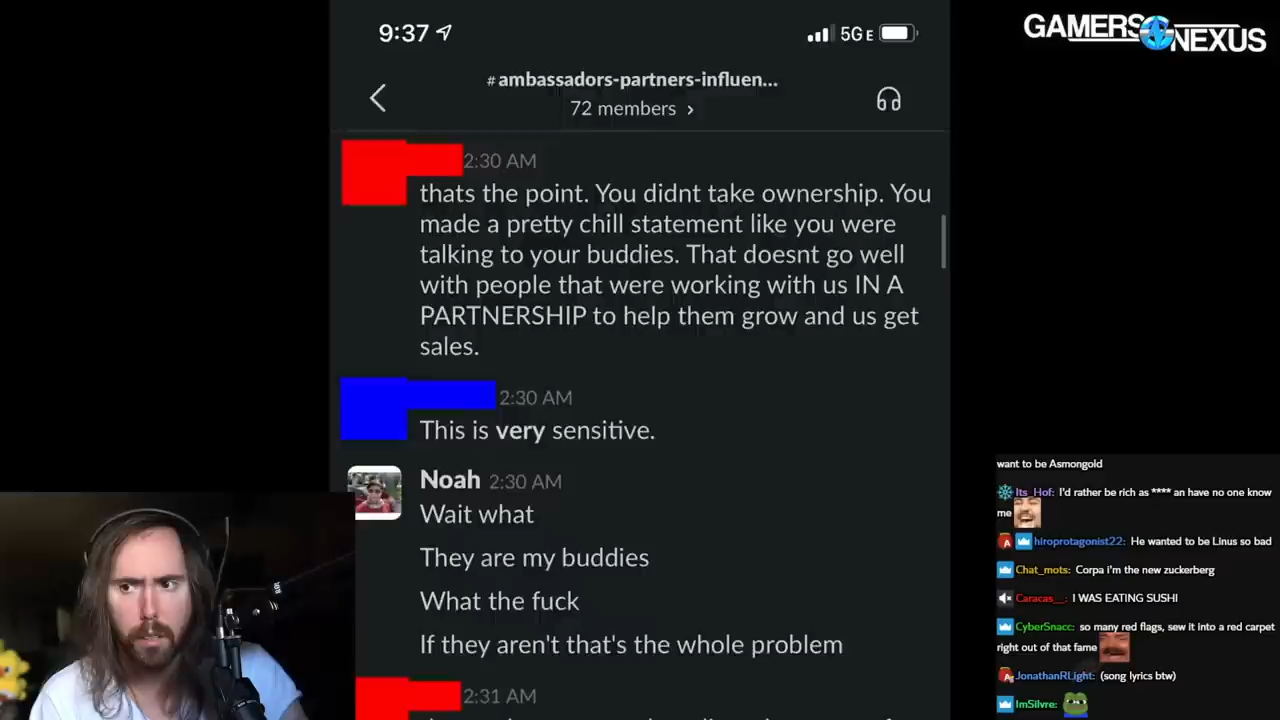 9:37
5GE
GAMERS NEXUS
#ambassadors-partners-influen...
72 members >
2:30 AM
thats the point. You didnt take ownership. You
made a pretty chill statement like you were
talking to your buddies. That doesnt go well
with people that were working with us IN A
PARTNERSHIP to help them grow and us get
sales.
2:30 AM
This is very sensitive.
Noah 2:30 AM
Wait what
They are my buddies
What the fuck
If they aren't that's the whole problem
2:31 AM
want to be Asmongold
Its_Hof: I'd rather be rich as **** an have no one know
me
hiroprotagonist22: He wanted to be Linus so bad
Chat_mots: Corpa i'm the new zuckerberg
Caracas__: I WAS EATING SUSHI
CyberSnacc: so many red flags, sew it into a red carpet
right out of that fame
JonathanRLight: (song lyrics btw)
ImSilvre: